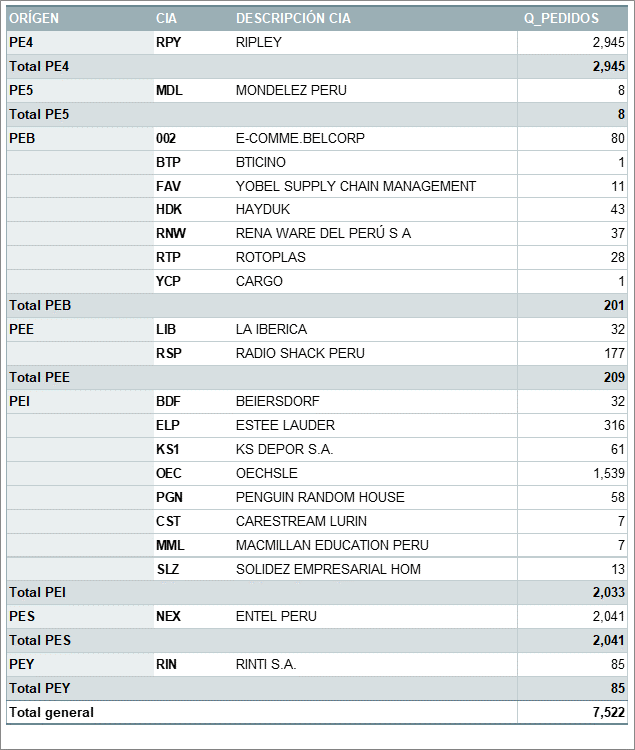 ORÍGEN CIA DESCRIPCIÓN CIA Q_PEDIDOS
PE4 RPY RIPLEY 2,945
Total PE4 2,945
PE5 MDL MONDELEZ PERU 8
Total PE5 8
PEB 002 E-COMME.BELCORP 80
BTP BTICINO 1
FAV YOBEL SUPPLY CHAIN MANAGEMENT 11
HDK HAYDUK 43
RNW RENA WARE DEL PERÚ S A 37
RTP ROTOPLAS 28
YCP CARGO 1
Total PEB 201
PEE LIB LA IBERICA 32
RSP RADIO SHACK PERU 177
Total PEE 209
PEI BDF BEIERSDORF 32
ELP ESTEE LAUDER 316
KS1 KS DEPOR S.A. 61
OEC OECHSLE 1,539
PGN PENGUIN RANDOM HOUSE 58
CST CARESTREAM LURIN 7
MML MACMILLAN EDUCATION PERU 7
SLZ SOLIDEZ EMPRESARIAL HOM 13
Total PEI 2,033
PES NEX ENTEL PERU 2,041
Total PES 2,041
PEY RIN RINTI S.A. 85
Total PEY 85
Total general 7,522